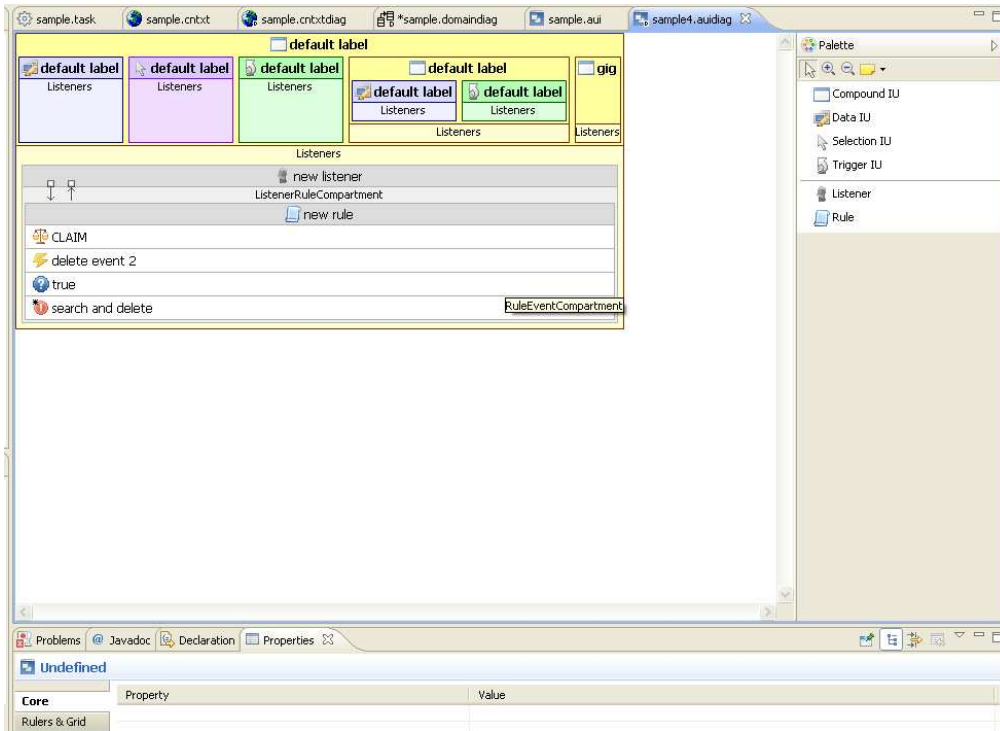 sample.task sample.cntxt sample.cntxtdiag *sample.domaindiag sample.aui sample4.auidiag
default label
default label default label default label default label gig
Listeners Listeners Listeners
default label default label
Listeners Listeners
Listeners Listeners
Listeners
new listener
ListenerRuleCompartment
new rule
CLAIM
delete event 2
true
search and delete
RuleEventCompartment
Palette
Compound IU
Data IU
Selection IU
Trigger IU
Listener
Rule
Problems @ Javadoc Declaration Properties
Undefined
Core Property Value
Rulers & Grid